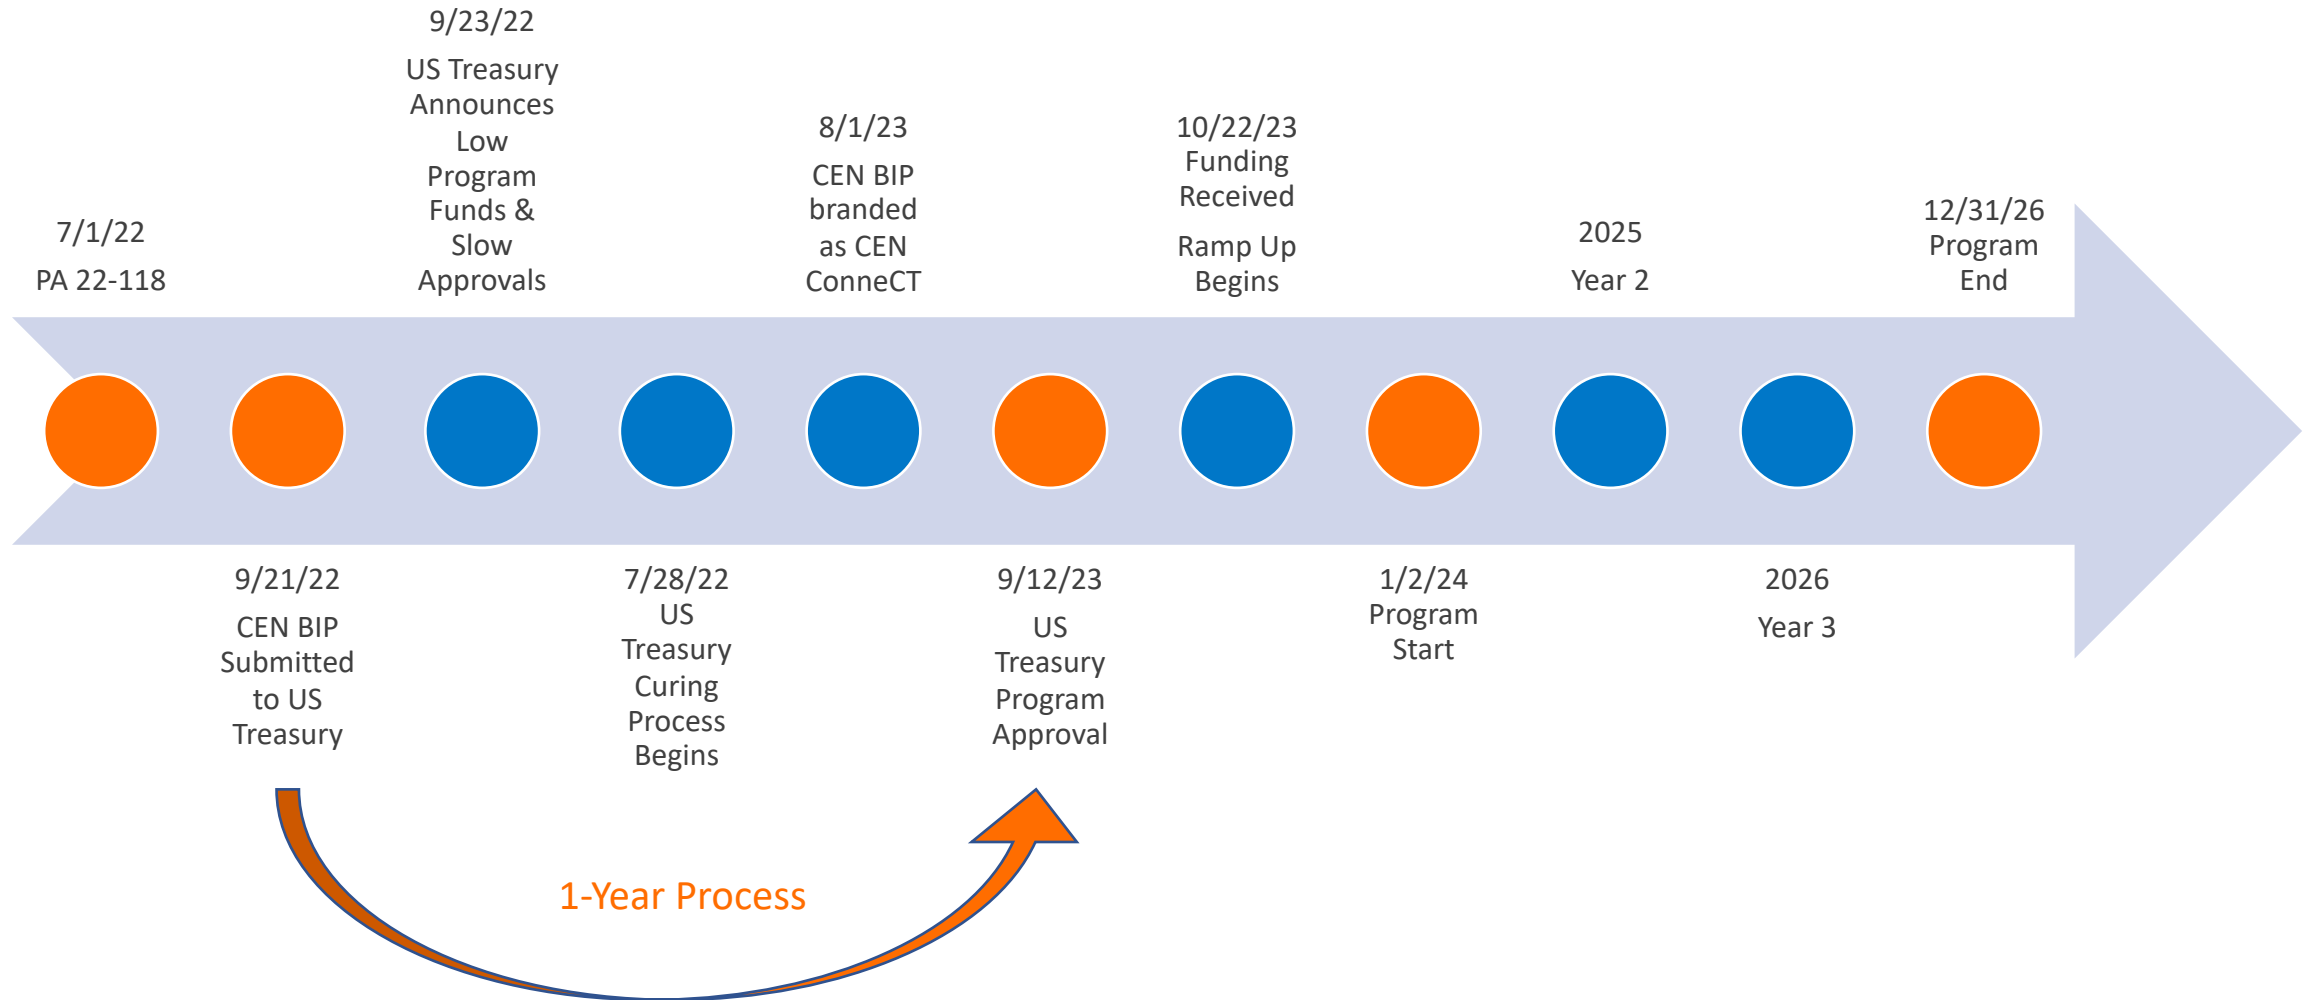 7/1/22
PA 22-118
9/21/22
CEN BIP
Submitted
to US
Treasury
9/23/22
US Treasury
Announces
Low
Program
Funds &
Slow
Approvals
7/28/22
US
Treasury
Curing
Process
Begins
8/1/23
CEN BIP
branded
as CEN
ConneCT
9/12/23
US
Treasury
Program
Approval
10/22/23
Funding
Received
Ramp Up
Begins
1/2/24
Program
Start
2025
Year 2
2026
Year 3
12/31/26
Program
End
1-Year Process